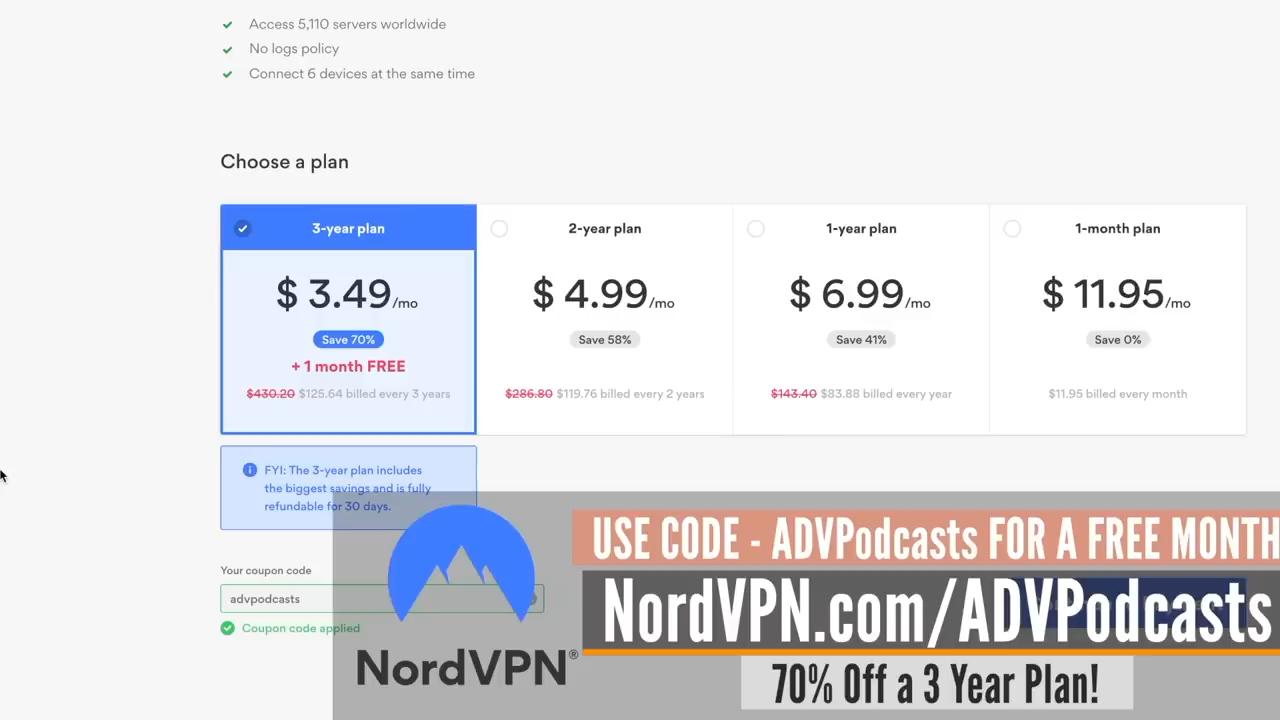 Access 5,110 servers worldwide
No logs policy
Connect 6 devices at the same time
Choose a plan
3-year plan
$ 3.49/mo
Save 70%
+ 1 month FREE
$430.20 $125.64 billed every 3 years
2-year plan
$ 4.99/mo
Save 58%
$286.80 $119.76 billed every 2 years
1-year plan
$ 6.99/mo
Save 41%
$143.40 $83.88 billed every year
1-month plan
$ 11.95/mo
Save 0%
$11.95 billed every month
FYI: The 3-year plan includes
the biggest savings and is fully
refundable for 30 days.
Your coupon code
advpodcasts
Coupon code applied
NordVPN®
USE CODE - ADVPodcasts FOR A FREE MONTH
NordVPN.com/ADVPodcasts
70% Off a 3 Year Plan!